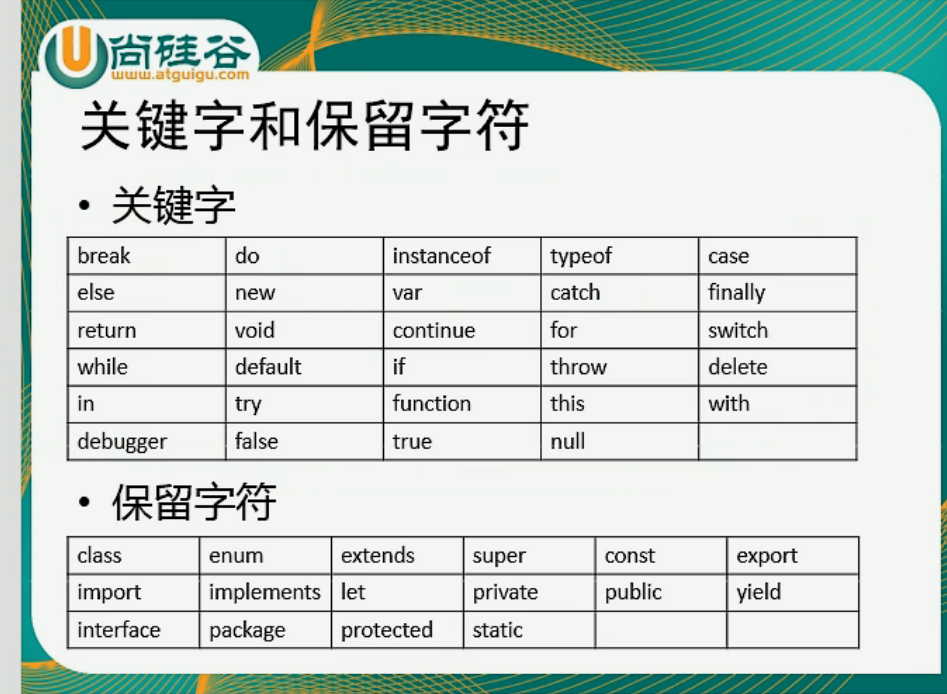 尚硅谷
www.atguigu.com
关键字和保留字符
• 关键字
break do instanceof typeof case
else new var catch finally
return void continue for switch
while default if throw delete
in try function this with
debugger false true null
• 保留字符
class enum extends super const export
import implements let private public yield
interface package protected static